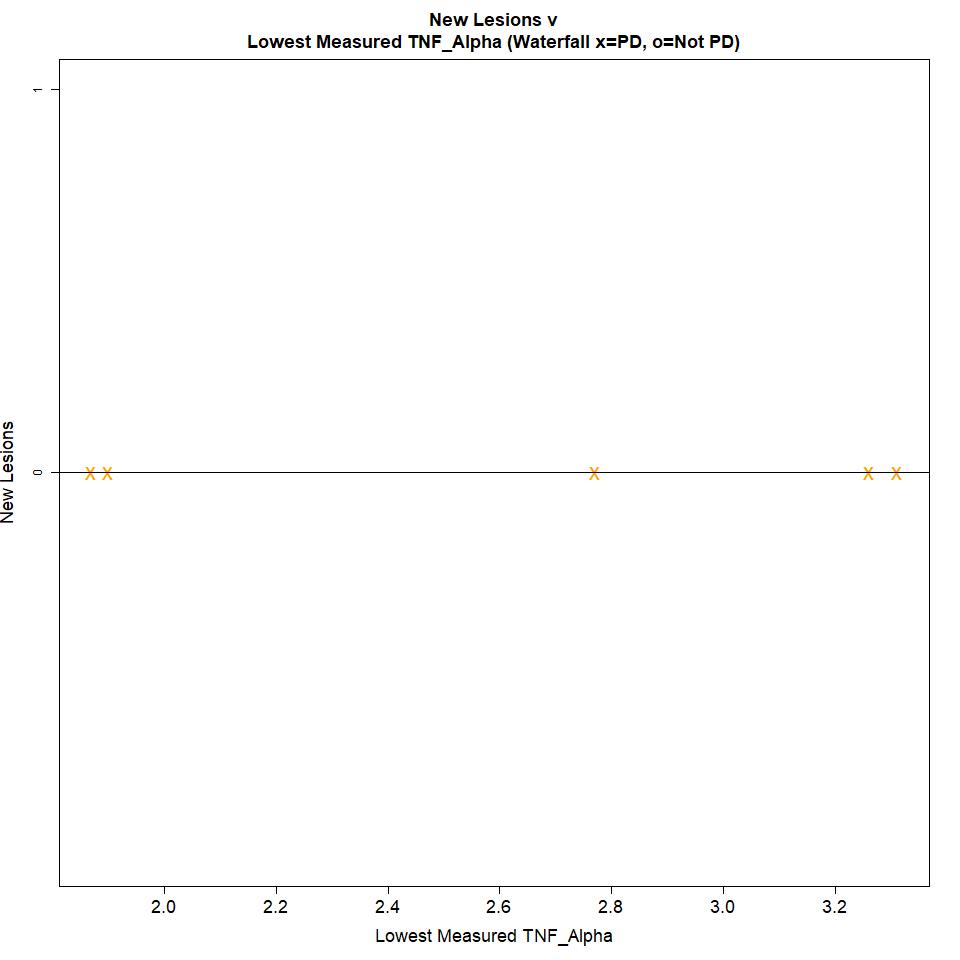 New Lesions v
Lowest Measured TNF_Alpha (Waterfall x=PD, o=Not PD)
1
0
New Lesions
x x x x x
2.0 2.2 2.4 2.6 2.8 3.0 3.2
Lowest Measured TNF_Alpha